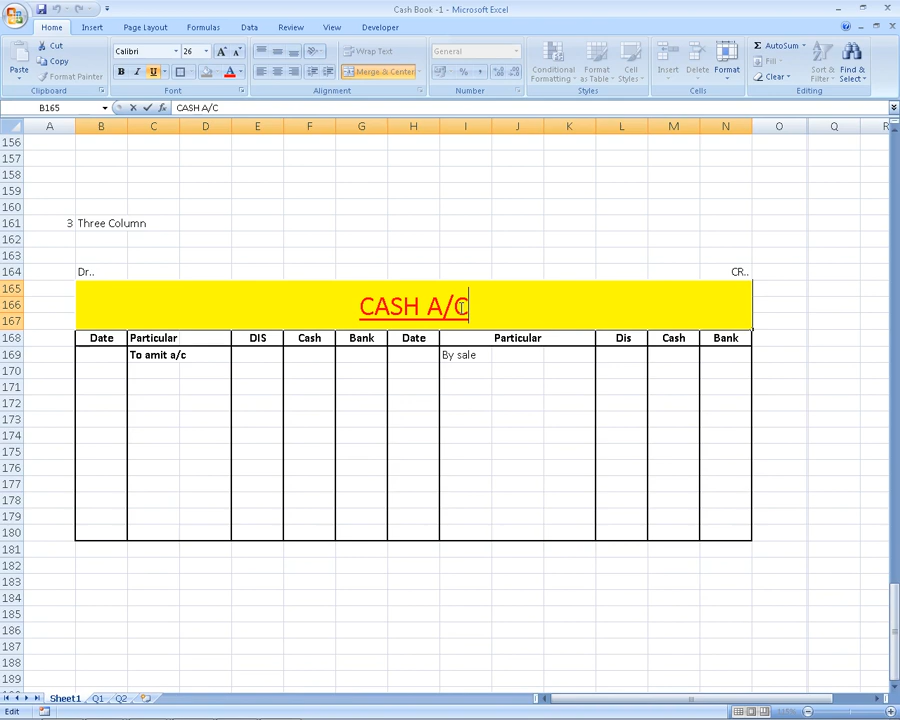 Cash Book -1 - Microsoft Excel
Home Insert Page Layout Formulas Data Review View Developer
Paste
Cut
Copy
Format Painter
Clipboard
Calibri 26 A A
B I U A
Font
Wrap Text
Merge & Center
Alignment
General
% ,
Number
Conditional Formatting
Format as Table
Cell Styles
Styles
Insert Delete Format
Cells
Σ AutoSum
Fill
Clear
Sort & Filter
Find & Select
Editing
B165 fx CASH A/C
A B C D E F G H I J K L M N O P Q R
156
157
158
159
160
161 3 Three Column
162
163
164 Dr.. CR..
165
166 CASH A/C
167
168 Date Particular DIS Cash Bank Date Particular Dis Cash Bank
169 To amit a/c By sale
170
171
172
173
174
175
176
177
178
179
180
181
182
183
184
185
186
187
188
189
Sheet1 Q1 Q2
Edit